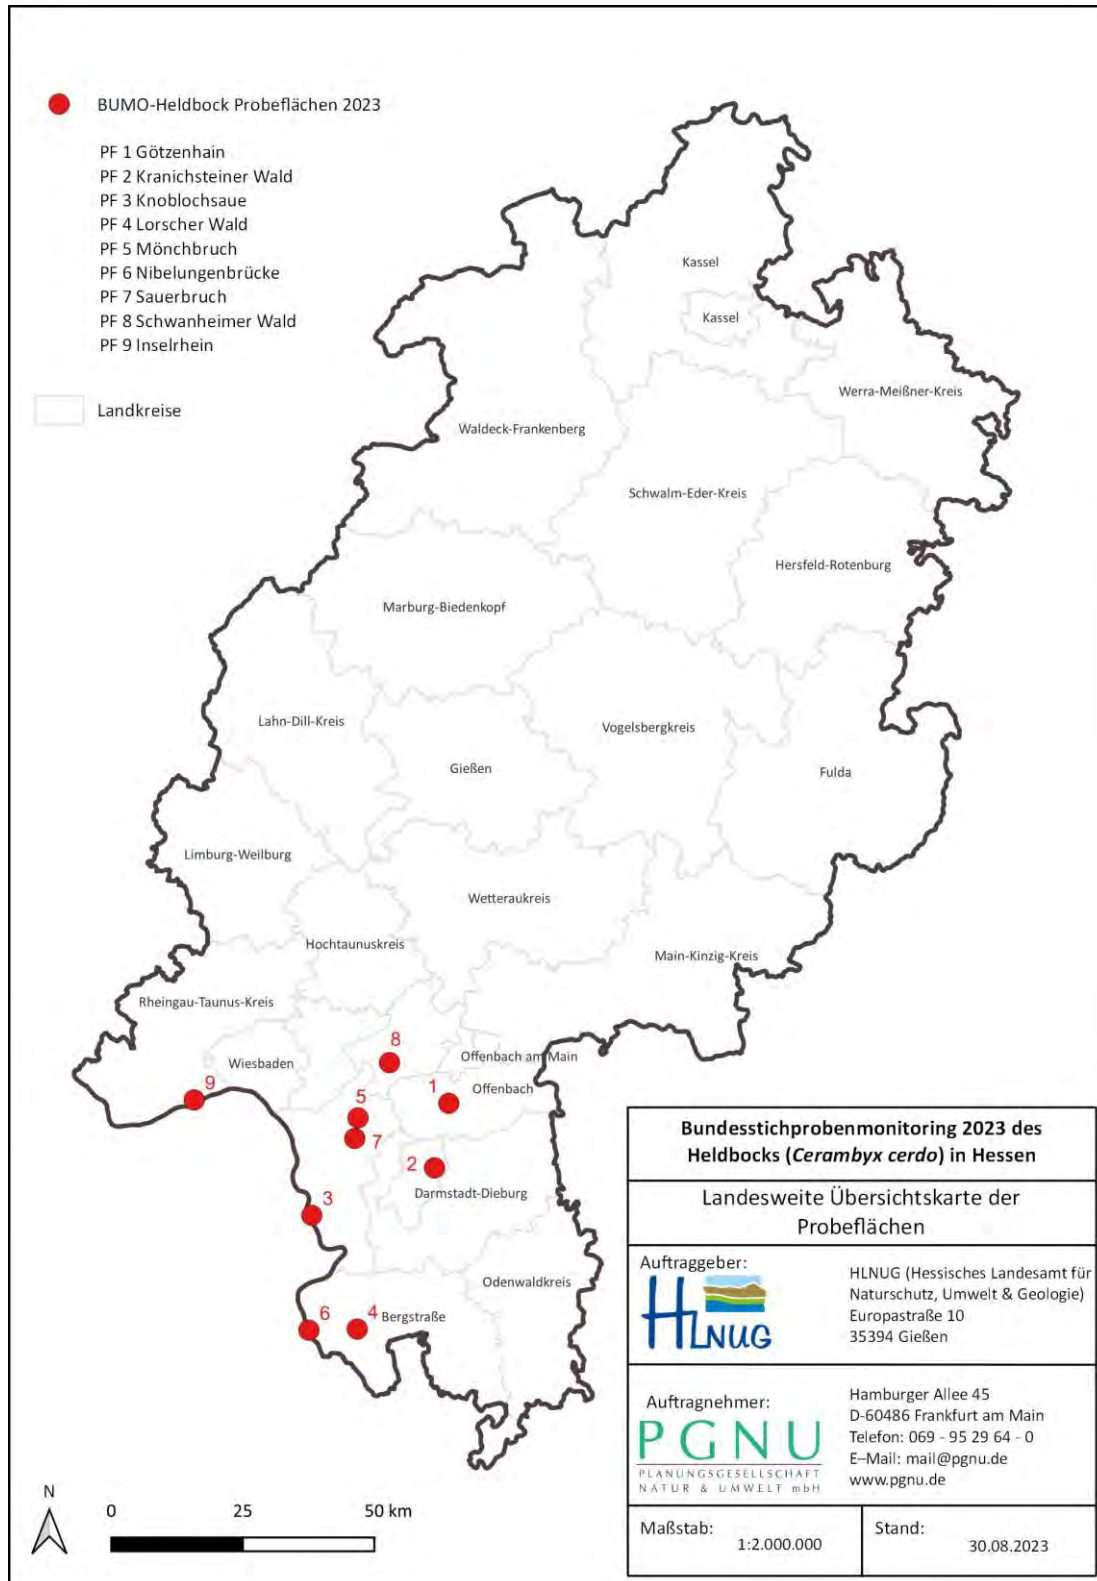 BUMO-Heldbock Probeflächen 2023
PF 1 Götzenhain
PF 2 Kranichsteiner Wald
PF 3 Knoblochsaue
PF 4 Lorscher Wald
PF 5 Mönchbruch
PF 6 Nibelungenbrücke
PF 7 Sauerbruch
PF 8 Schwanheimer Wald
PF 9 Inselrhein
Landkreise
Kassel
Kassel
Werra-Meißner-Kreis
Waldeck-Frankenberg
Schwalm-Eder-Kreis
Hersfeld-Rotenburg
Marburg-Biedenkopf
Lahn-Dill-Kreis
Vogelsbergkreis
Gießen
Fulda
Limburg-Weilburg
Wetteraukreis
Hochtaunuskreis
Main-Kinzig-Kreis
Rheingau-Taunus-Kreis
8
Offenbach am Main
Wiesbaden
9
1
Offenbach
5
7
2
Darmstadt-Dieburg
3
Odenwaldkreis
6
4
Bergstraße
Bundesstichprobenmonitoring 2023 des
Heldbocks (Cerambyx cerdo) in Hessen
Landesweite Übersichtskarte der
Probeflächen
Auftraggeber:
HLNUG
HLNUG (Hessisches Landesamt für
Naturschutz, Umwelt & Geologie)
Europastraße 10
35394 Gießen
Auftragnehmer:
PGNU
PLANUNGSGESELLSCHAFT
NATUR & UMWELT mbH
Hamburger Allee 45
D-60486 Frankfurt am Main
Telefon: 069 - 95 29 64 - 0
E–Mail: mail@pgnu.de
www.pgnu.de
Maßstab:
1:2.000.000
Stand:
30.08.2023
N
0 25 50 km